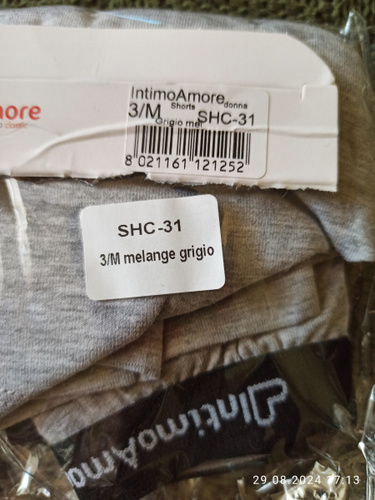 more
classic
IntimoAmore
Shorts donna
3/M SHC-31
Grigio mel
8 021161 121252
SHC-31
3/M melange grigio
IntimoAmo
29.08.2024 17:13